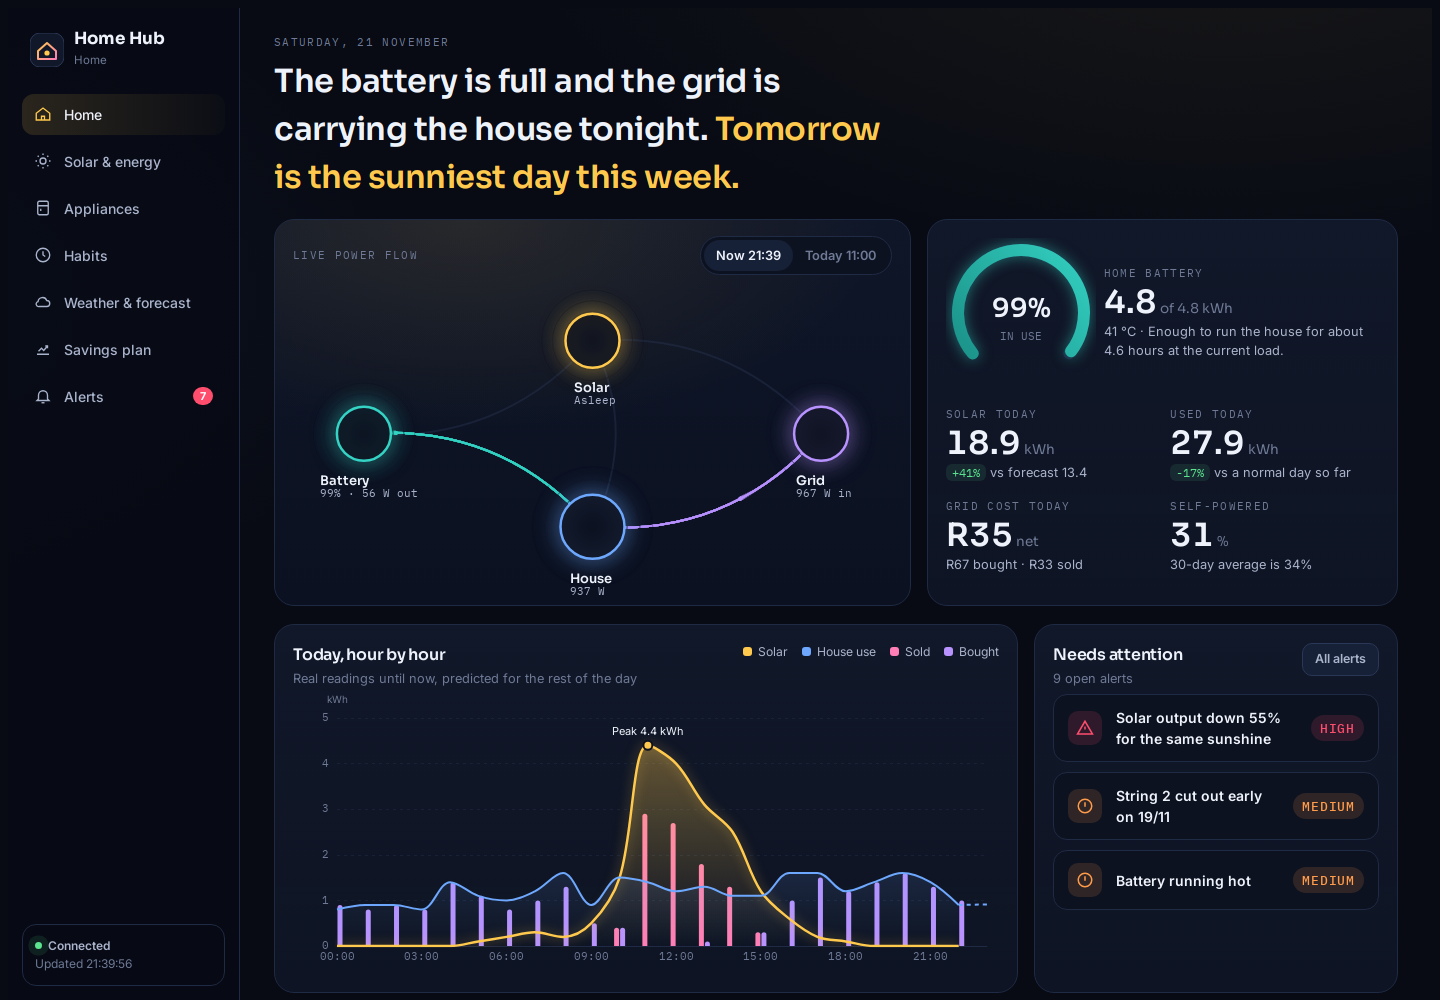 Home Hub
Home
Home
Solar & energy
Appliances
Habits
Weather & forecast
Savings plan
Alerts
7
Connected
Updated 21:39:56
SATURDAY, 21 NOVEMBER
The battery is full and the grid is
carrying the house tonight. Tomorrow
is the sunniest day this week.
LIVE POWER FLOW
Now 21:39
Today 11:00
Solar
Asleep
Battery
99% · 56 W out
Grid
967 W in
House
937 W
99%
IN USE
HOME BATTERY
4.8 of 4.8 kWh
41 °C · Enough to run the house for about
4.6 hours at the current load.
SOLAR TODAY
18.9 kWh
+41% vs forecast 13.4
USED TODAY
27.9 kWh
-17% vs a normal day so far
GRID COST TODAY
R35 net
R67 bought · R33 sold
SELF-POWERED
31 %
30-day average is 34%
Today, hour by hour
Real readings until now, predicted for the rest of the day
Solar
House use
Sold
Bought
kWh
5
4
3
2
1
0
Peak 4.4 kWh
00:00
03:00
06:00
09:00
12:00
15:00
18:00
21:00
Needs attention
9 open alerts
All alerts
Solar output down 55%
for the same sunshine
HIGH
String 2 cut out early
on 19/11
MEDIUM
Battery running hot
MEDIUM